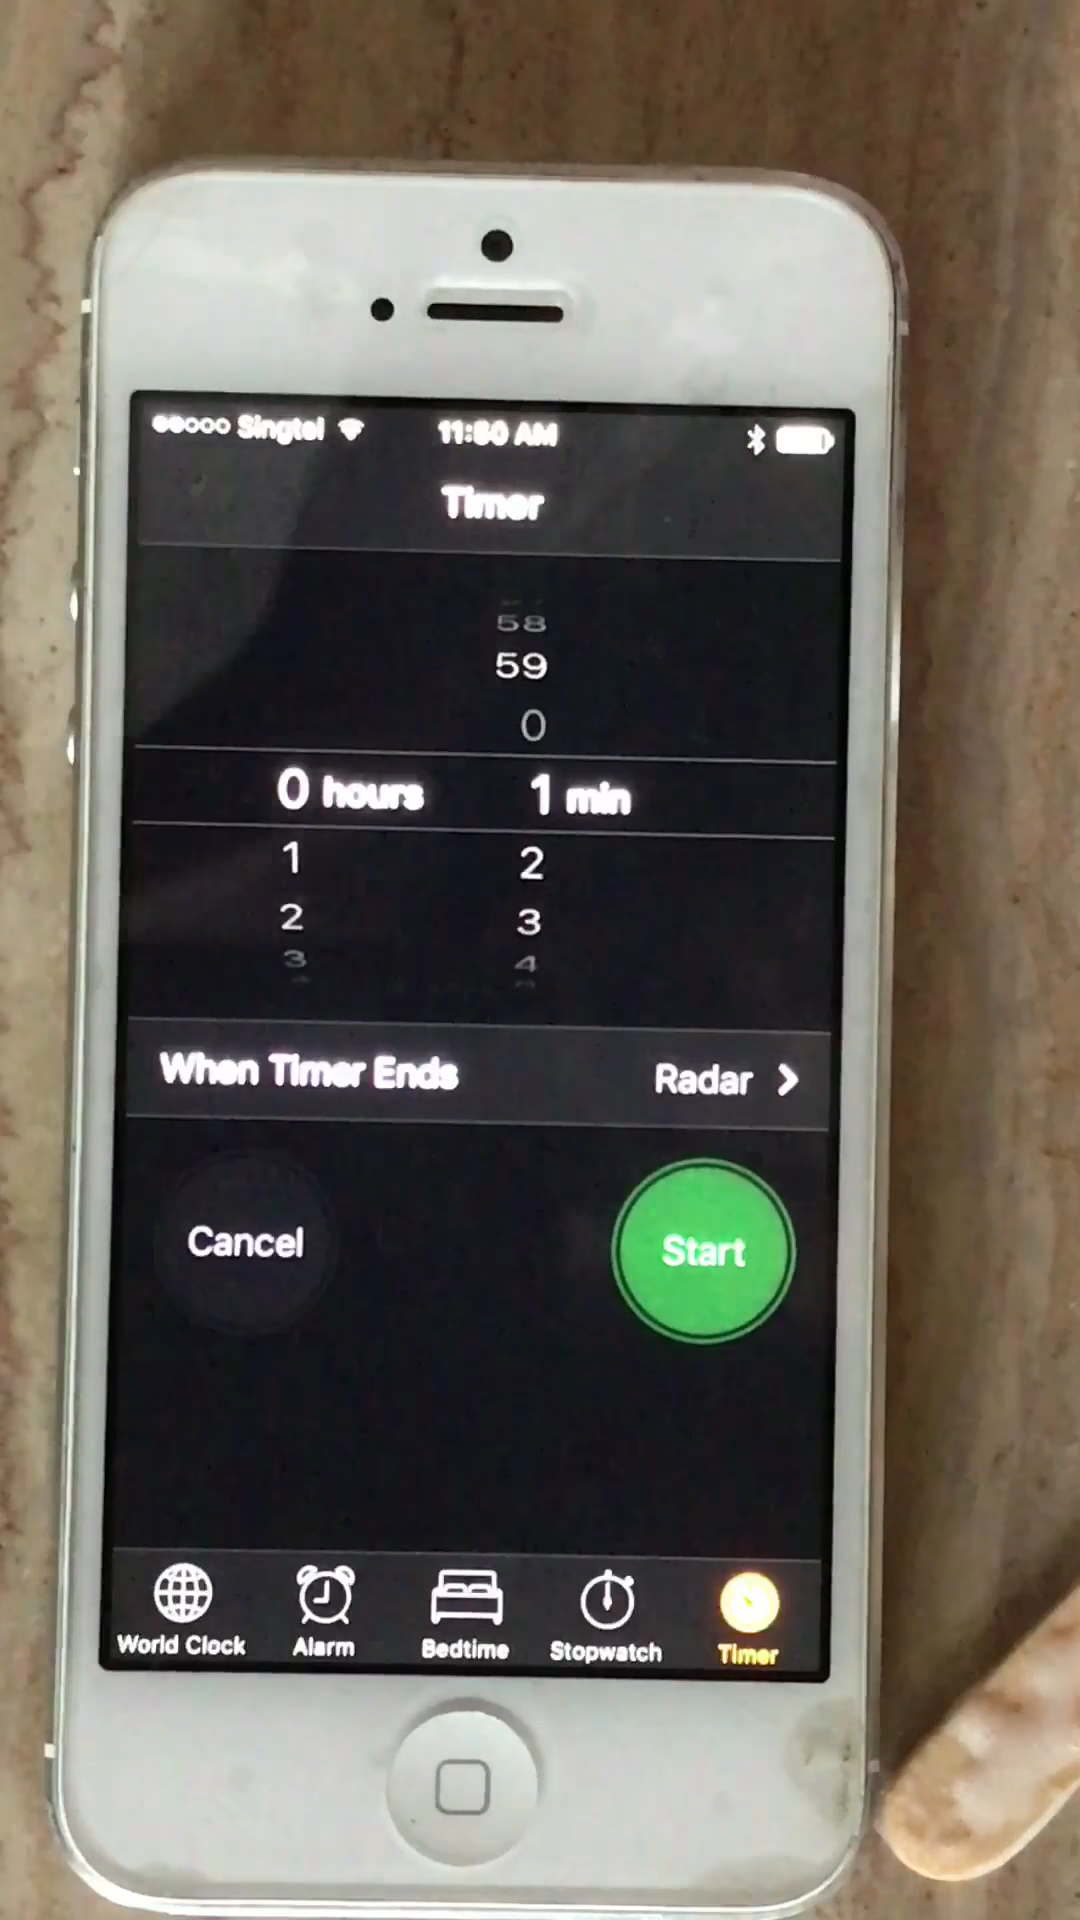 Singtel 11:50 AM
Timer
58
59
0
0 hours 1 min
1 2
2 3
3 4
When Timer Ends Radar >
Cancel Start
World Clock Alarm Bedtime Stopwatch Timer